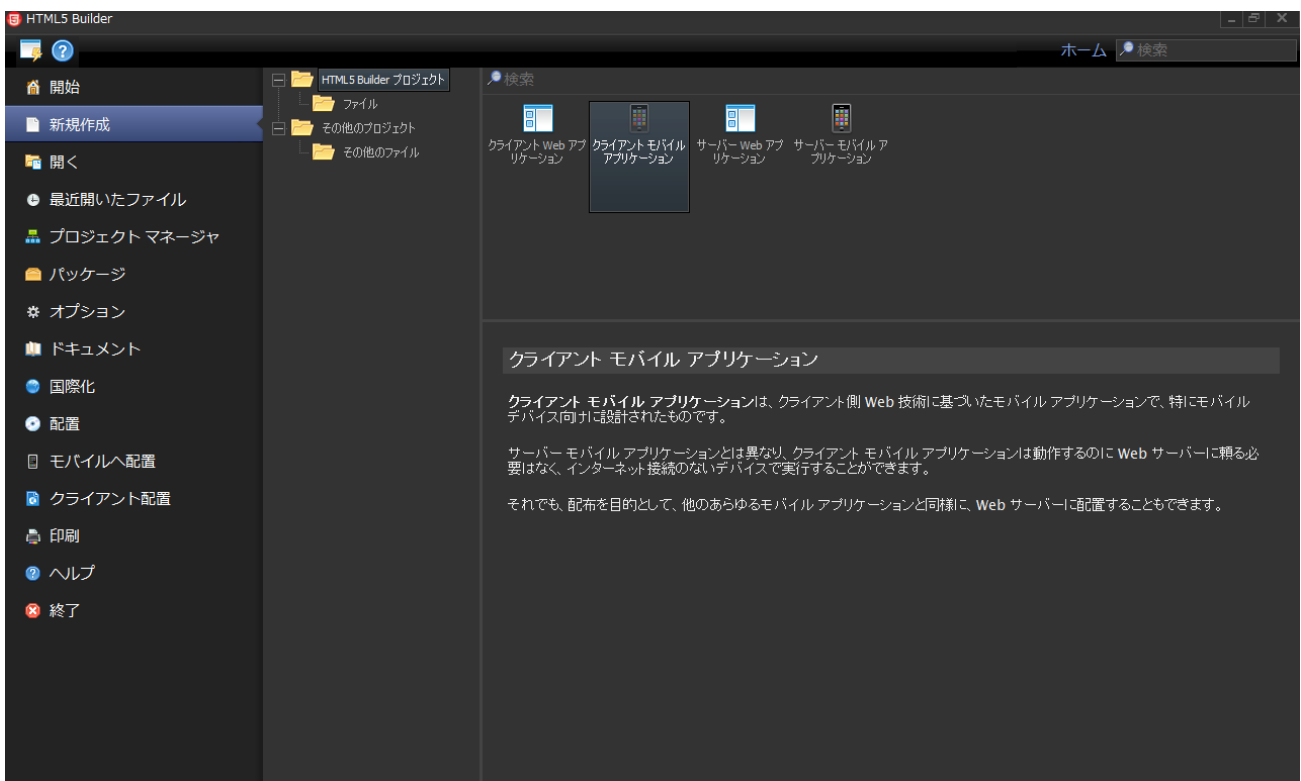 HTML5 Builder
ホーム
検索
開始
新規作成
開く
最近開いたファイル
プロジェクト マネージャ
パッケージ
オプション
ドキュメント
国際化
配置
モバイルへ配置
クライアント配置
印刷
ヘルプ
終了
HTML5 Builder プロジェクト
ファイル
その他のプロジェクト
その他のファイル
検索
クライアント Web アプ
リケーション
クライアント モバイル
アプリケーション
サーバー Web アプ
リケーション
サーバー モバイル ア
プリケーション
クライアント モバイル アプリケーション
クライアント モバイル アプリケーションは、クライアント側 Web 技術に基づいたモバイル アプリケーションで、特にモバイル
デバイス向けに設計されたものです。
サーバー モバイル アプリケーションとは異なり、クライアント モバイル アプリケーションは動作するのに Web サーバーに頼る必
要はなく、インターネット接続のないデバイスで実行することができます。
それでも、配布を目的として、他のあらゆるモバイル アプリケーションと同様に、Web サーバーに配置することもできます。